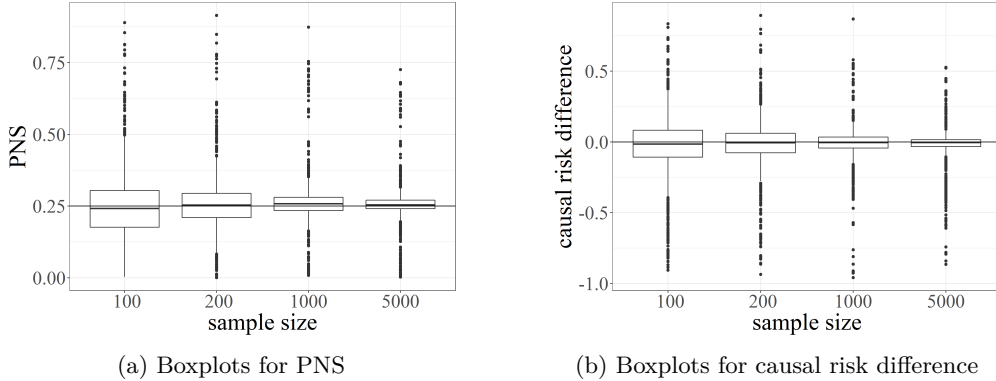 PNS
0.75
0.50
0.25
0.00
100 200 1000 5000
sample size
(a) Boxplots for PNS
causal risk difference
0.5
0.0
-0.5
-1.0
100 200 1000 5000
sample size
(b) Boxplots for causal risk difference